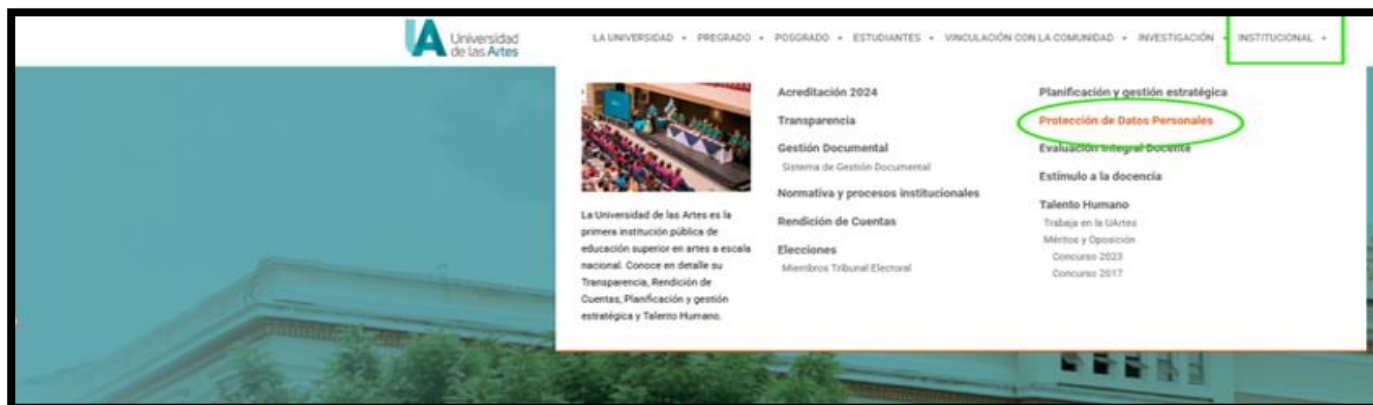 UA Universidad
de las Artes
LA UNIVERSIDAD
PREGRADO
POSGRADO
ESTUDIANTES
VINCULACIÓN CON LA COMUNIDAD
INVESTIGACIÓN
INSTITUCIONAL
La Universidad de las Artes es la
primera institución pública de
educación superior en artes a escala
nacional. Conoce en detalle su
Transparencia, Rendición de
Cuentas, Planificación y gestión
estratégica y Talento Humano.
Acreditación 2024
Transparencia
Gestión Documental
Sistema de Gestión Documental
Normativa y procesos institucionales
Rendición de Cuentas
Elecciones
Miembros Tribunal Electoral
Planificación y gestión estratégica
Protección de Datos Personales
Evaluación Integral Docente
Estímulo a la docencia
Talento Humano
Trabaja en la UArtes
Méritos y Oposición
Concurso 2023
Concurso 2017